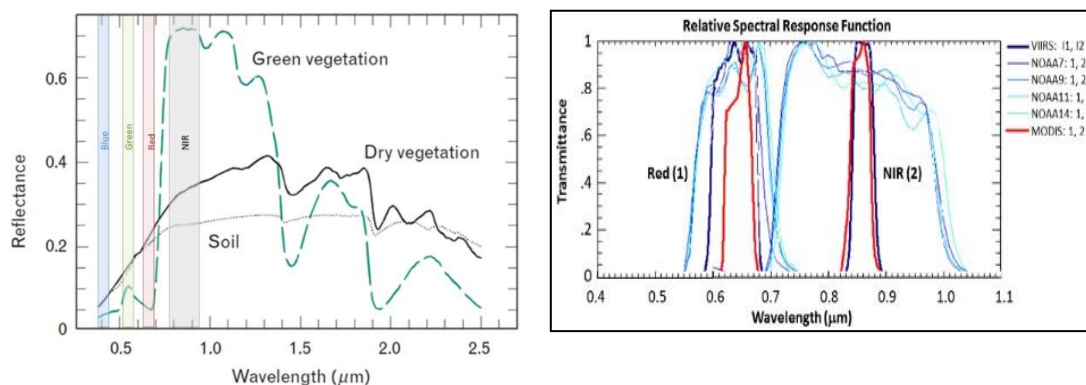 0.6
0.4
0.2
0
Reflectance
Blue
Green
Red
NIR
Green vegetation
Dry vegetation
Soil
0.5 1.0 1.5 2.0 2.5
Wavelength (μm)
Relative Spectral Response Function
1
.8
.6
.4
.2
0
Transmittance
Red (1)
NIR (2)
VIIRS: I1, I2
NOAA7: 1, 2
NOAA9: 1, 2
NOAA11: 1,
NOAA14: 1,
MODIS: 1, 2
0.4 0.5 0.6 0.7 0.8 0.9 1.0 1.1
Wavelength (μm)